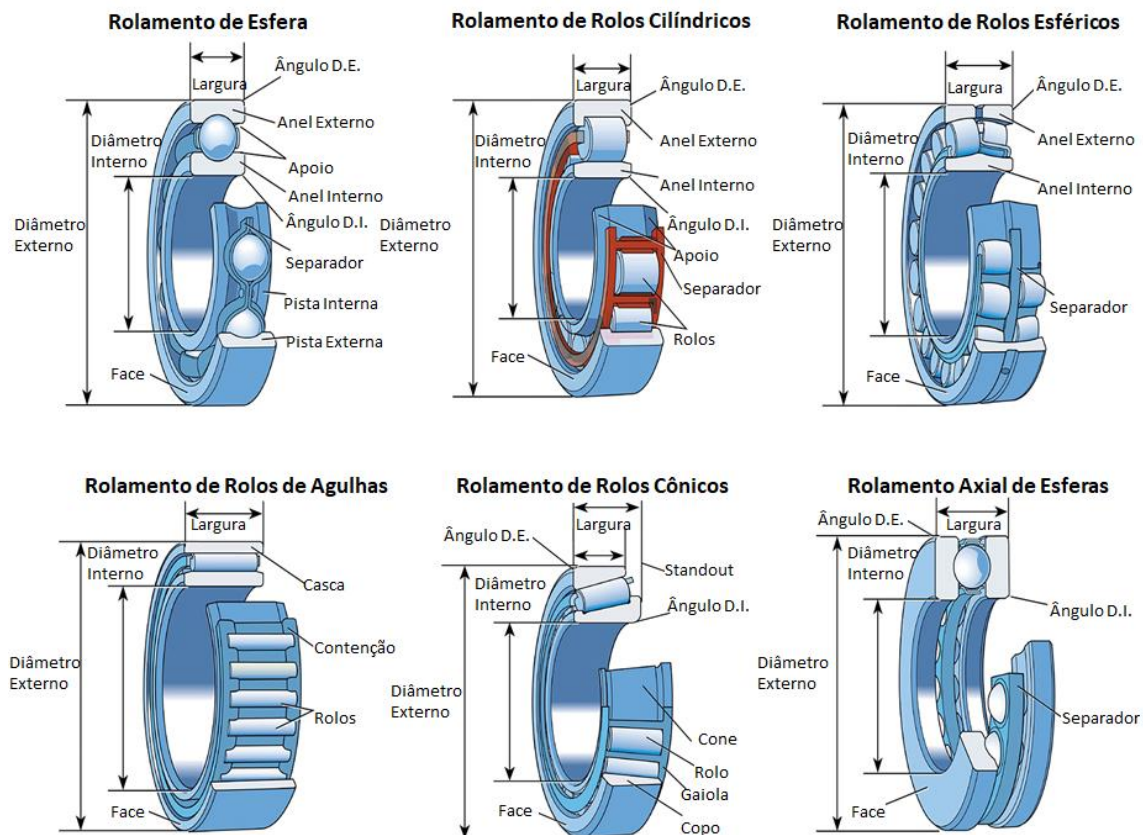 Rolamento de Esfera
Largura
Ângulo D.E.
Anel Externo
Diâmetro
Interno
Apoio
Anel Interno
Diâmetro
Externo
Ângulo D.I.
Separador
Pista Interna
Pista Externa
Face
Rolamento de Rolos Cilíndricos
Largura
Ângulo D.E.
Anel Externo
Diâmetro
Interno
Anel Interno
Diâmetro
Externo
Ângulo D.I.
Apoio
Separador
Rolos
Face
Rolamento de Rolos Esféricos
Largura
Ângulo D.E.
Anel Externo
Diâmetro
Interno
Anel Interno
Diâmetro
Externo
Separador
Face
Rolamento de Rolos de Agulhas
Largura
Diâmetro
Interno
Casca
Contenção
Diâmetro
Externo
Rolos
Face
Rolamento de Rolos Cônicos
Largura
Ângulo D.E.
Standout
Diâmetro
Interno
Ângulo D.I.
Diâmetro
Externo
Cone
Rolo
Gaiola
Face
Copo
Rolamento Axial de Esferas
Ângulo D.E.
Largura
Diâmetro
Interno
Ângulo D.I.
Diâmetro
Externo
Separador
Face